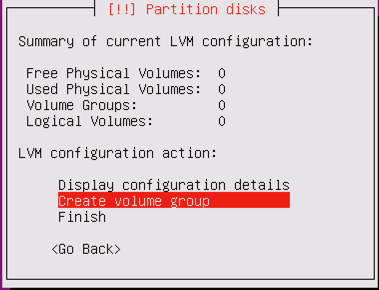 [!!] Partition disks
Summary of current LVM configuration:
Free Physical Volumes: 0
Used Physical Volumes: 0
Volume Groups: 0
Logical Volumes: 0
LVM configuration action:
Display configuration details
Create volume group
Finish
<Go Back>